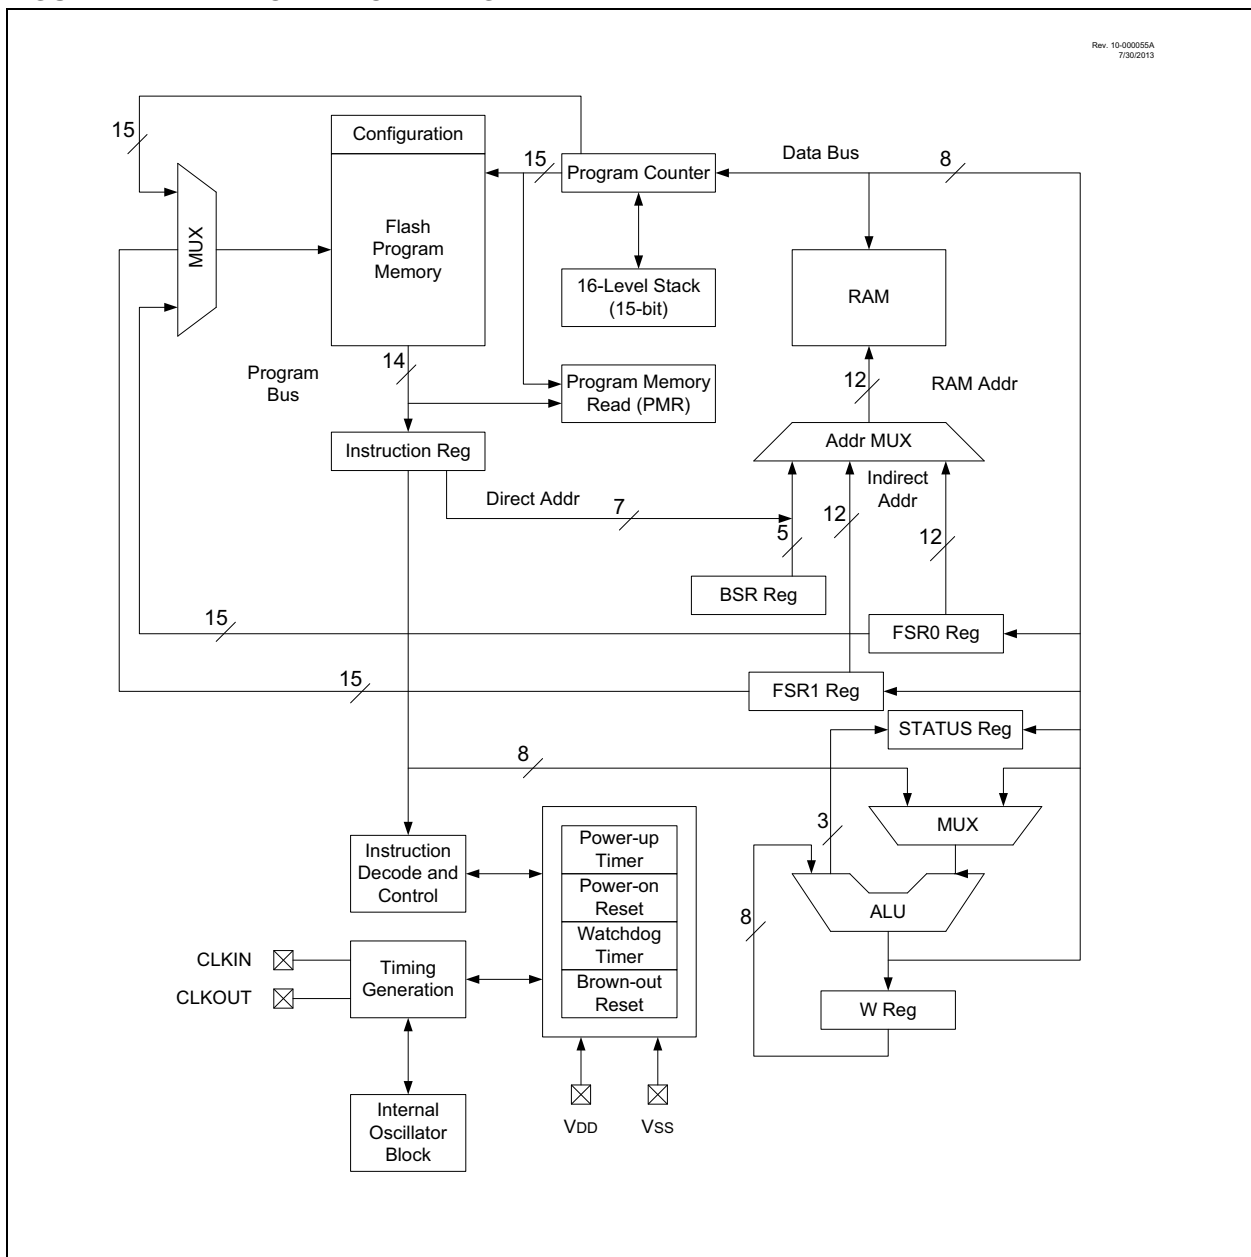 Rev. 10-000055A
7/30/2013
15
Configuration
15
Program Counter
Data Bus
8
MUX
Flash
Program
Memory
16-Level Stack
(15-bit)
RAM
14
Program
Bus
Program Memory
Read (PMR)
12
RAM Addr
Instruction Reg
Addr MUX
Indirect
Addr
Direct Addr
7
5
12
12
BSR Reg
15
FSR0 Reg
15
FSR1 Reg
STATUS Reg
8
MUX
3
Instruction
Decode and
Control
Power-up
Timer
Power-on
Reset
Watchdog
Timer
Brown-out
Reset
ALU
8
CLKIN
CLKOUT
Timing
Generation
W Reg
Internal
Oscillator
Block
VDD
VSS